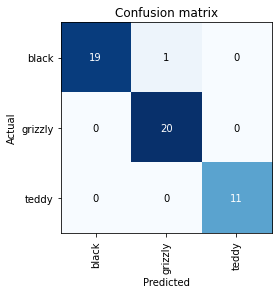 Confusion matrix
Actual
black 19 1 0
grizzly 0 20 0
teddy 0 0 11
black grizzly teddy
Predicted